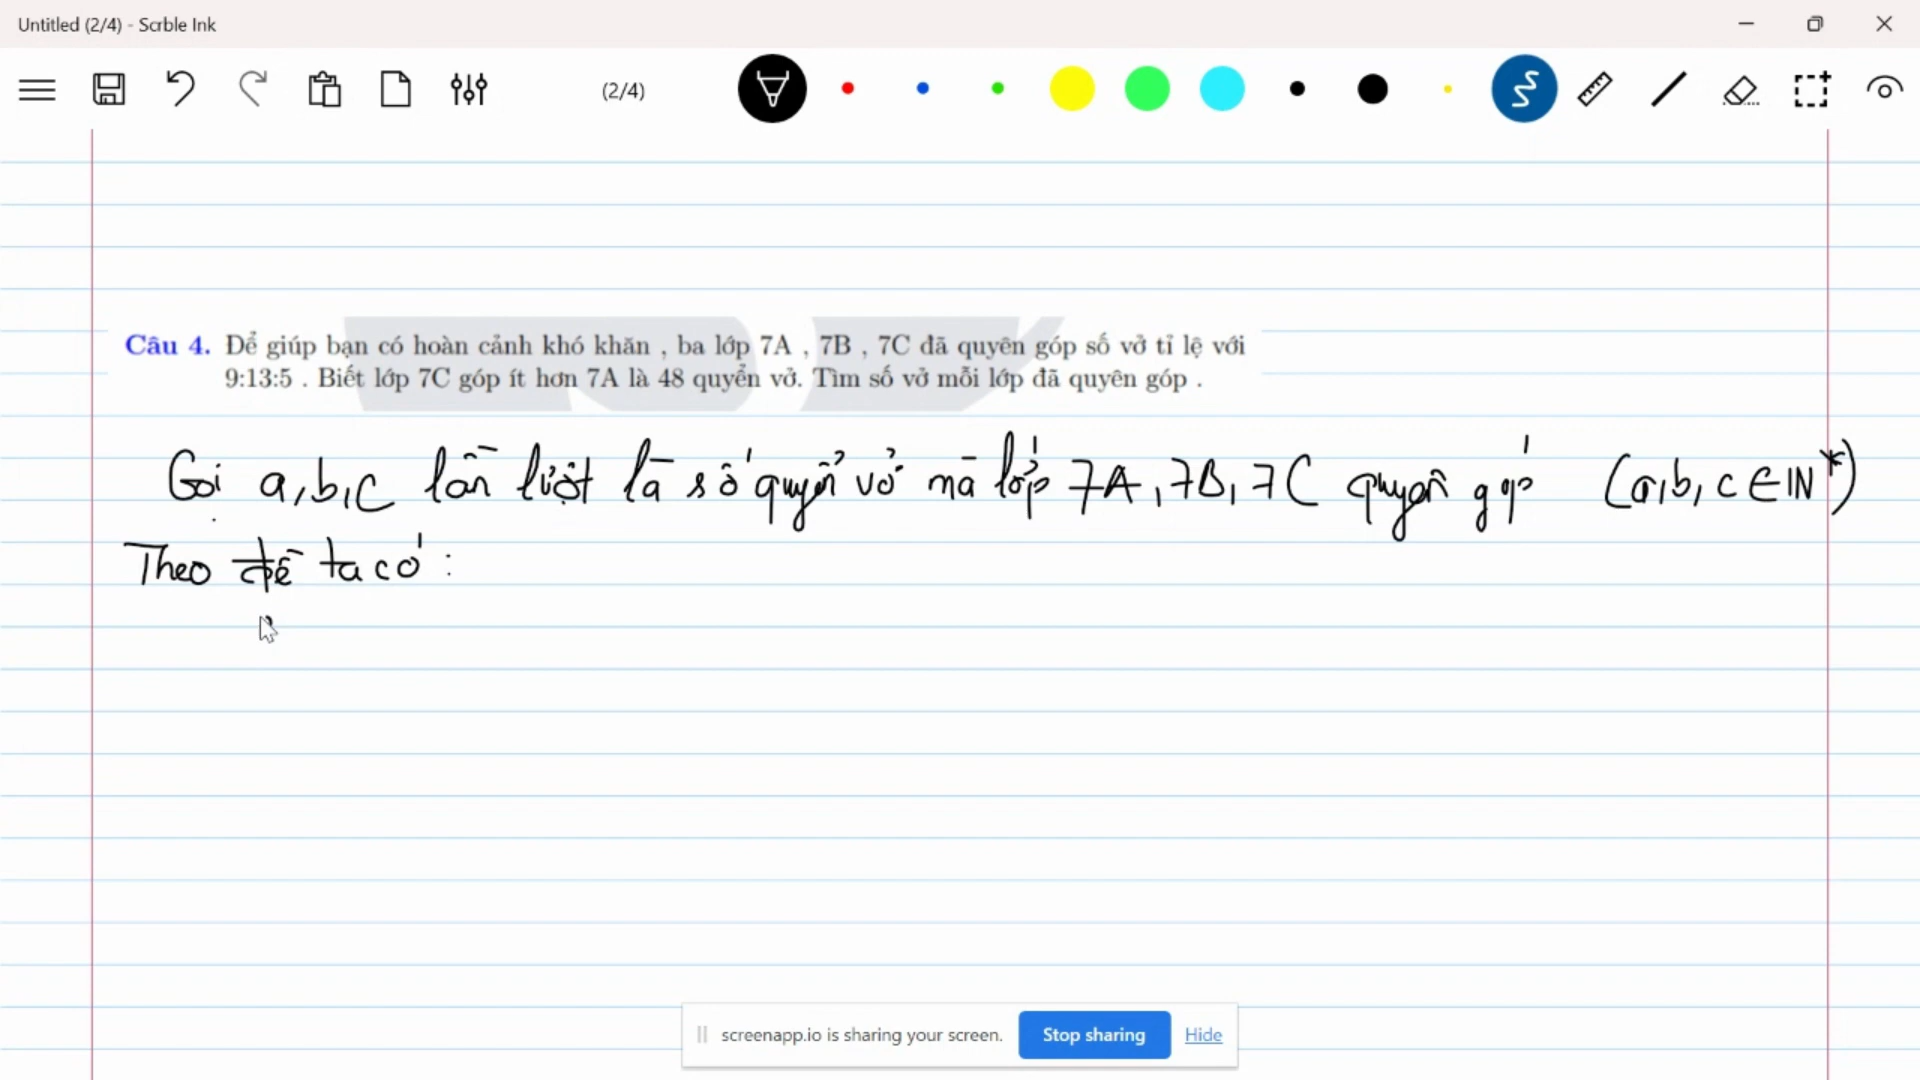 Untitled (2/4) - Scrble Ink
(2/4)
Câu 4. Để giúp bạn có hoàn cảnh khó khăn , ba lớp 7A , 7B , 7C đã quyên góp số vở tỉ lệ với
9:13:5 . Biết lớp 7C góp ít hơn 7A là 48 quyển vở. Tìm số vở mỗi lớp đã quyên góp .
Gọi a,b,c lần lượt là số quyển vở mà lớp 7A, 7B, 7C quyên góp (a,b,c ∈ ℕ*)
Theo đề ta có :
screenapp.io is sharing your screen. Stop sharing Hide